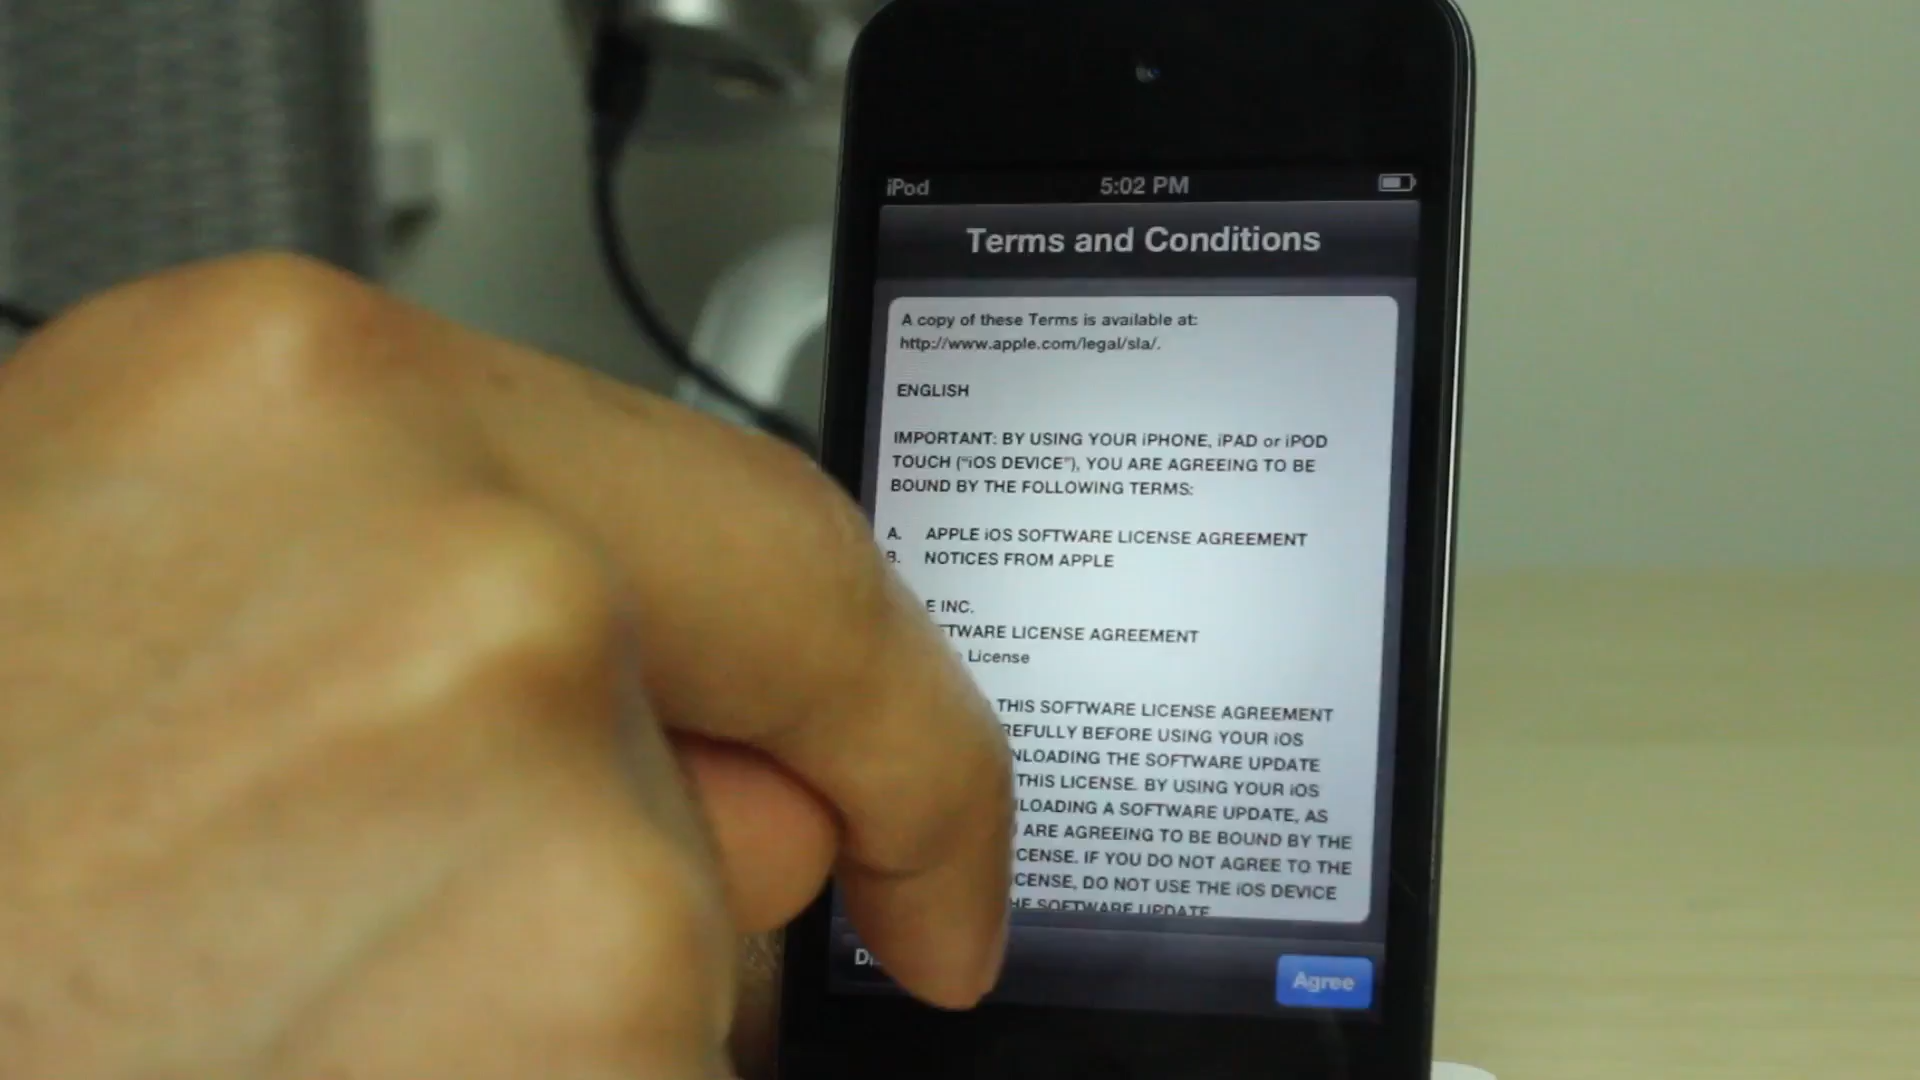 iPod 5:02 PM
Terms and Conditions
A copy of these Terms is available at:
http://www.apple.com/legal/sla/.
ENGLISH
IMPORTANT: BY USING YOUR iPHONE, iPAD or iPOD
TOUCH (“iOS DEVICE”), YOU ARE AGREEING TO BE
BOUND BY THE FOLLOWING TERMS:
A. APPLE iOS SOFTWARE LICENSE AGREEMENT
B. NOTICES FROM APPLE
E INC.
TWARE LICENSE AGREEMENT
License
THIS SOFTWARE LICENSE AGREEMENT
REFULLY BEFORE USING YOUR iOS
NLOADING THE SOFTWARE UPDATE
THIS LICENSE. BY USING YOUR iOS
LOADING A SOFTWARE UPDATE, AS
ARE AGREEING TO BE BOUND BY THE
CENSE. IF YOU DO NOT AGREE TO THE
CENSE, DO NOT USE THE iOS DEVICE
HE SOFTWARE UPDATE
Agree